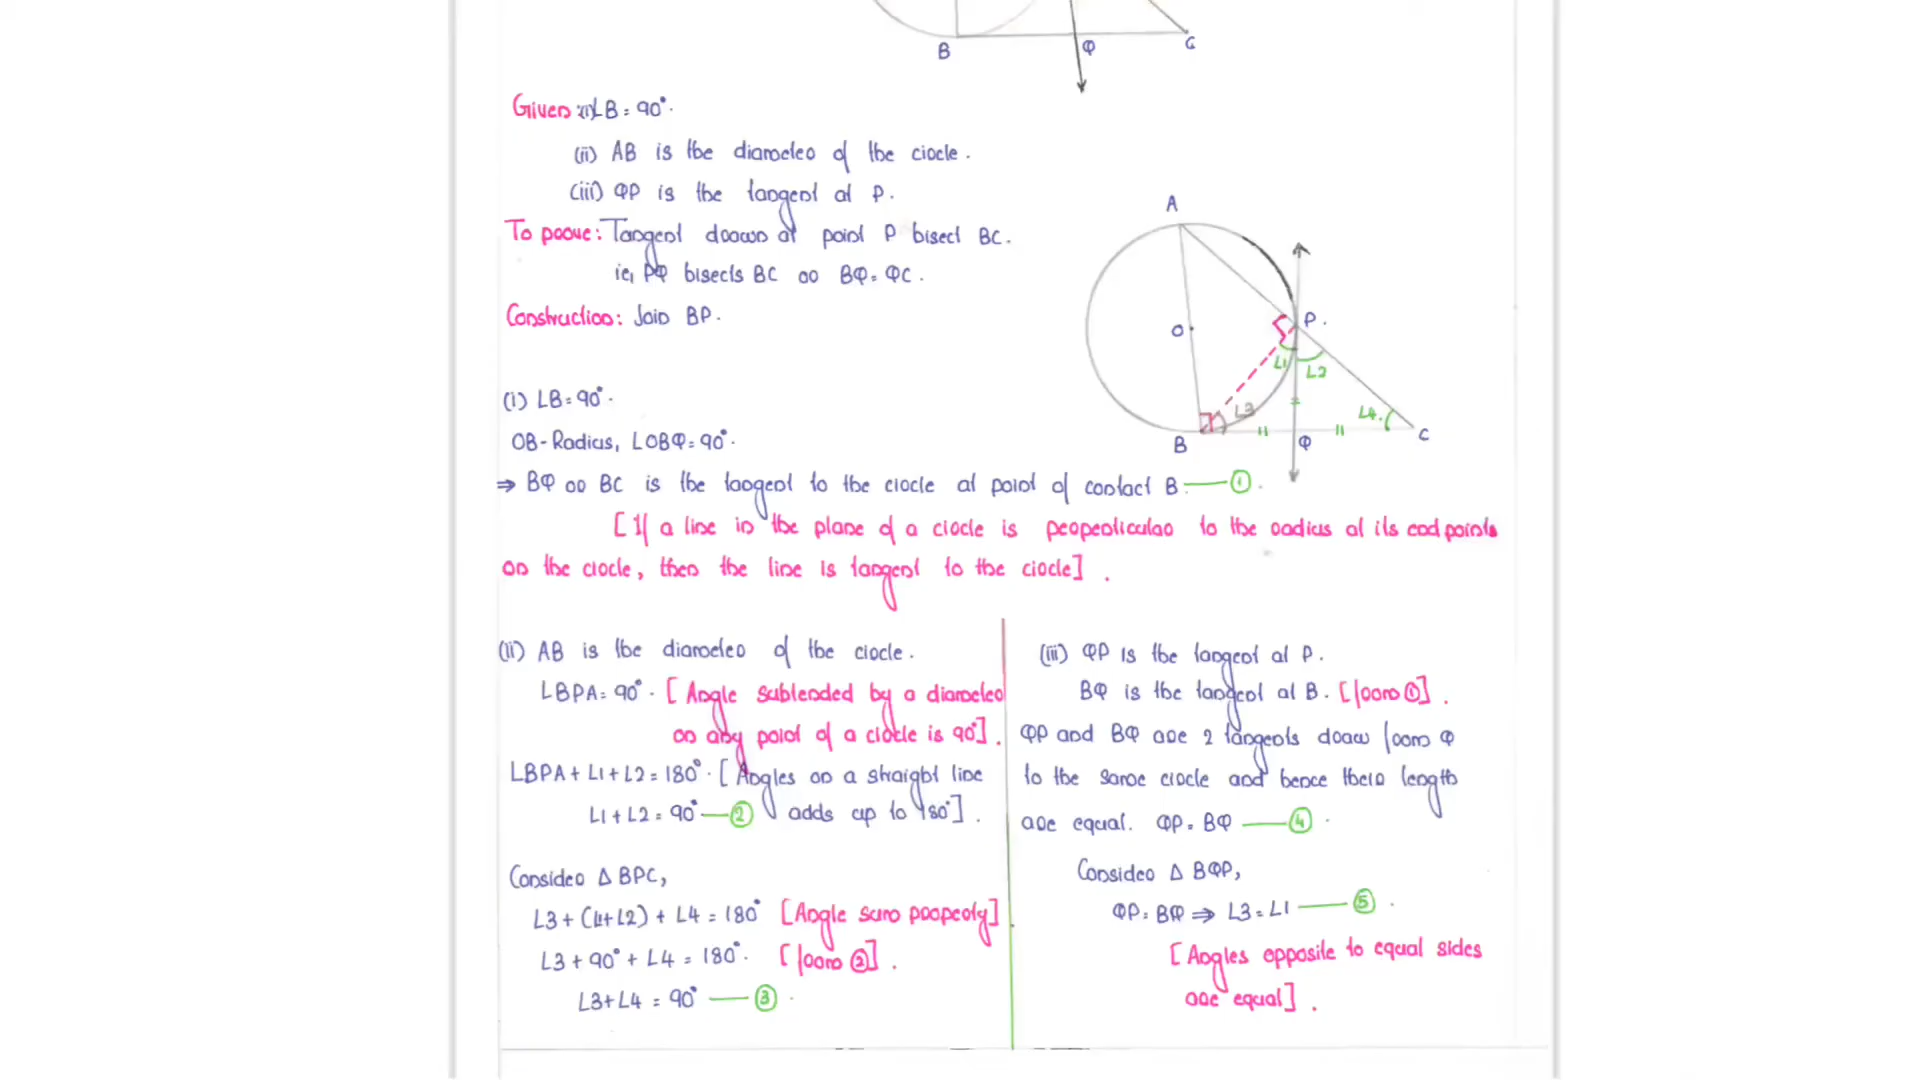 B Q C
Given: (i) ∠B = 90°.
(ii) AB is the diameter of the circle.
(iii) QP is the tangent at P.
To prove: Tangent drawn at point P bisect BC.
ie, PQ bisects BC or BQ = QC.
Construction: Join BP.
A
O
P.
∠1 ∠2
∠3
∠4.
B Q C
(i) ∠B = 90°.
OB - Radius, ∠OBQ = 90°.
⇒ BQ or BC is the tangent to the circle at point of contact B. —— ①.
[If a line in the plane of a circle is perpendicular to the radius at its end points
on the circle, then the line is tangent to the circle].
(ii) AB is the diameter of the circle.
∠BPA = 90°. [Angle subtended by a diameter
on any point of a circle is 90°].
∠BPA + ∠1 + ∠2 = 180°. [Angles on a straight line
∠1 + ∠2 = 90° —— ② adds up to 180°].
Consider Δ BPC,
∠3 + (∠1 + ∠2) + ∠4 = 180° [Angle sum property]
∠3 + 90° + ∠4 = 180°. [from ②].
∠3 + ∠4 = 90° —— ③.
(iii) QP is the tangent at P.
BQ is the tangent at B. [from ①].
QP and BQ are 2 tangents draw from Q
to the same circle and hence their length
are equal. QP = BQ —— ④.
Consider Δ BQP,
QP = BQ ⇒ ∠3 = ∠1 —— ⑤.
[Angles opposite to equal sides
are equal].